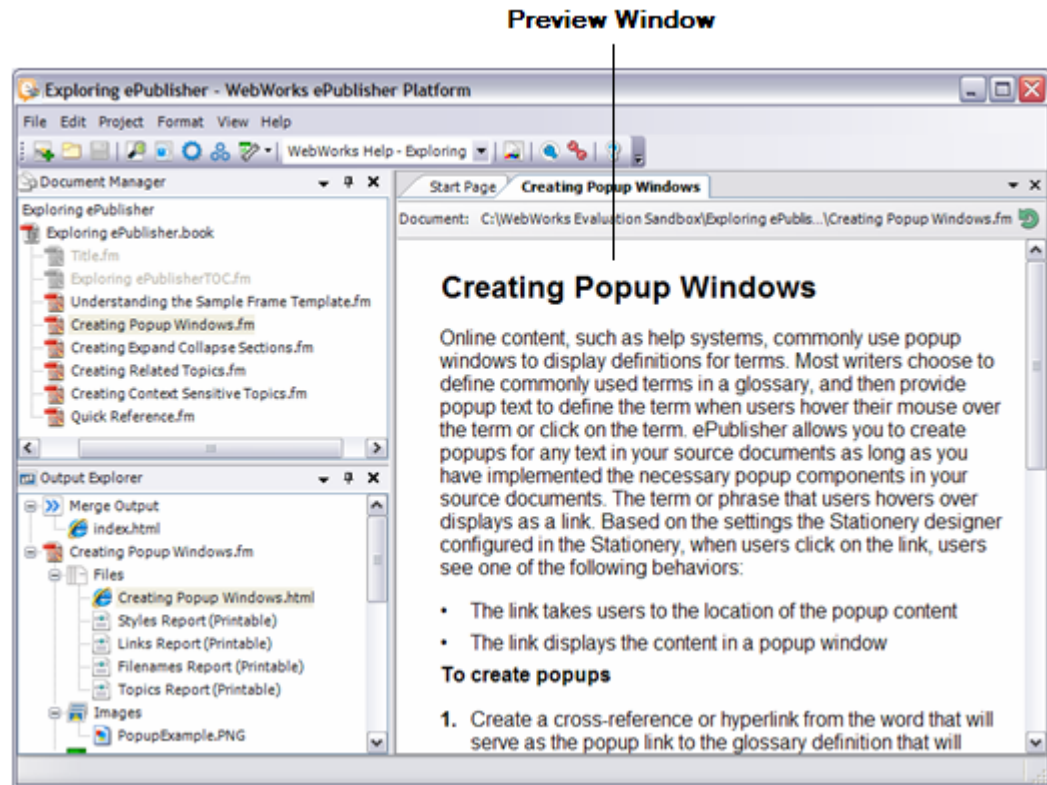 Preview Window
Exploring ePublisher - WebWorks ePublisher Platform
File Edit Project Format View Help
WebWorks Help - Exploring
Document Manager
Exploring ePublisher
Exploring ePublisher.book
Title.fm
Exploring ePublisherTOC.fm
Understanding the Sample Frame Template.fm
Creating Popup Windows.fm
Creating Expand Collapse Sections.fm
Creating Related Topics.fm
Creating Context Sensitive Topics.fm
Quick Reference.fm
Output Explorer
Merge Output
index.html
Creating Popup Windows.fm
Files
Creating Popup Windows.html
Styles Report (Printable)
Links Report (Printable)
Filenames Report (Printable)
Topics Report (Printable)
Images
PopupExample.PNG
Start Page Creating Popup Windows
Document: C:\WebWorks Evaluation Sandbox\Exploring ePublis...\Creating Popup Windows.fm
Creating Popup Windows
Online content, such as help systems, commonly use popup
windows to display definitions for terms. Most writers choose to
define commonly used terms in a glossary, and then provide
popup text to define the term when users hover their mouse over
the term or click on the term. ePublisher allows you to create
popups for any text in your source documents as long as you
have implemented the necessary popup components in your
source documents. The term or phrase that users hovers over
displays as a link. Based on the settings the Stationery designer
configured in the Stationery, when users click on the link, users
see one of the following behaviors:
• The link takes users to the location of the popup content
• The link displays the content in a popup window
To create popups
1. Create a cross-reference or hyperlink from the word that will
serve as the popup link to the glossary definition that will